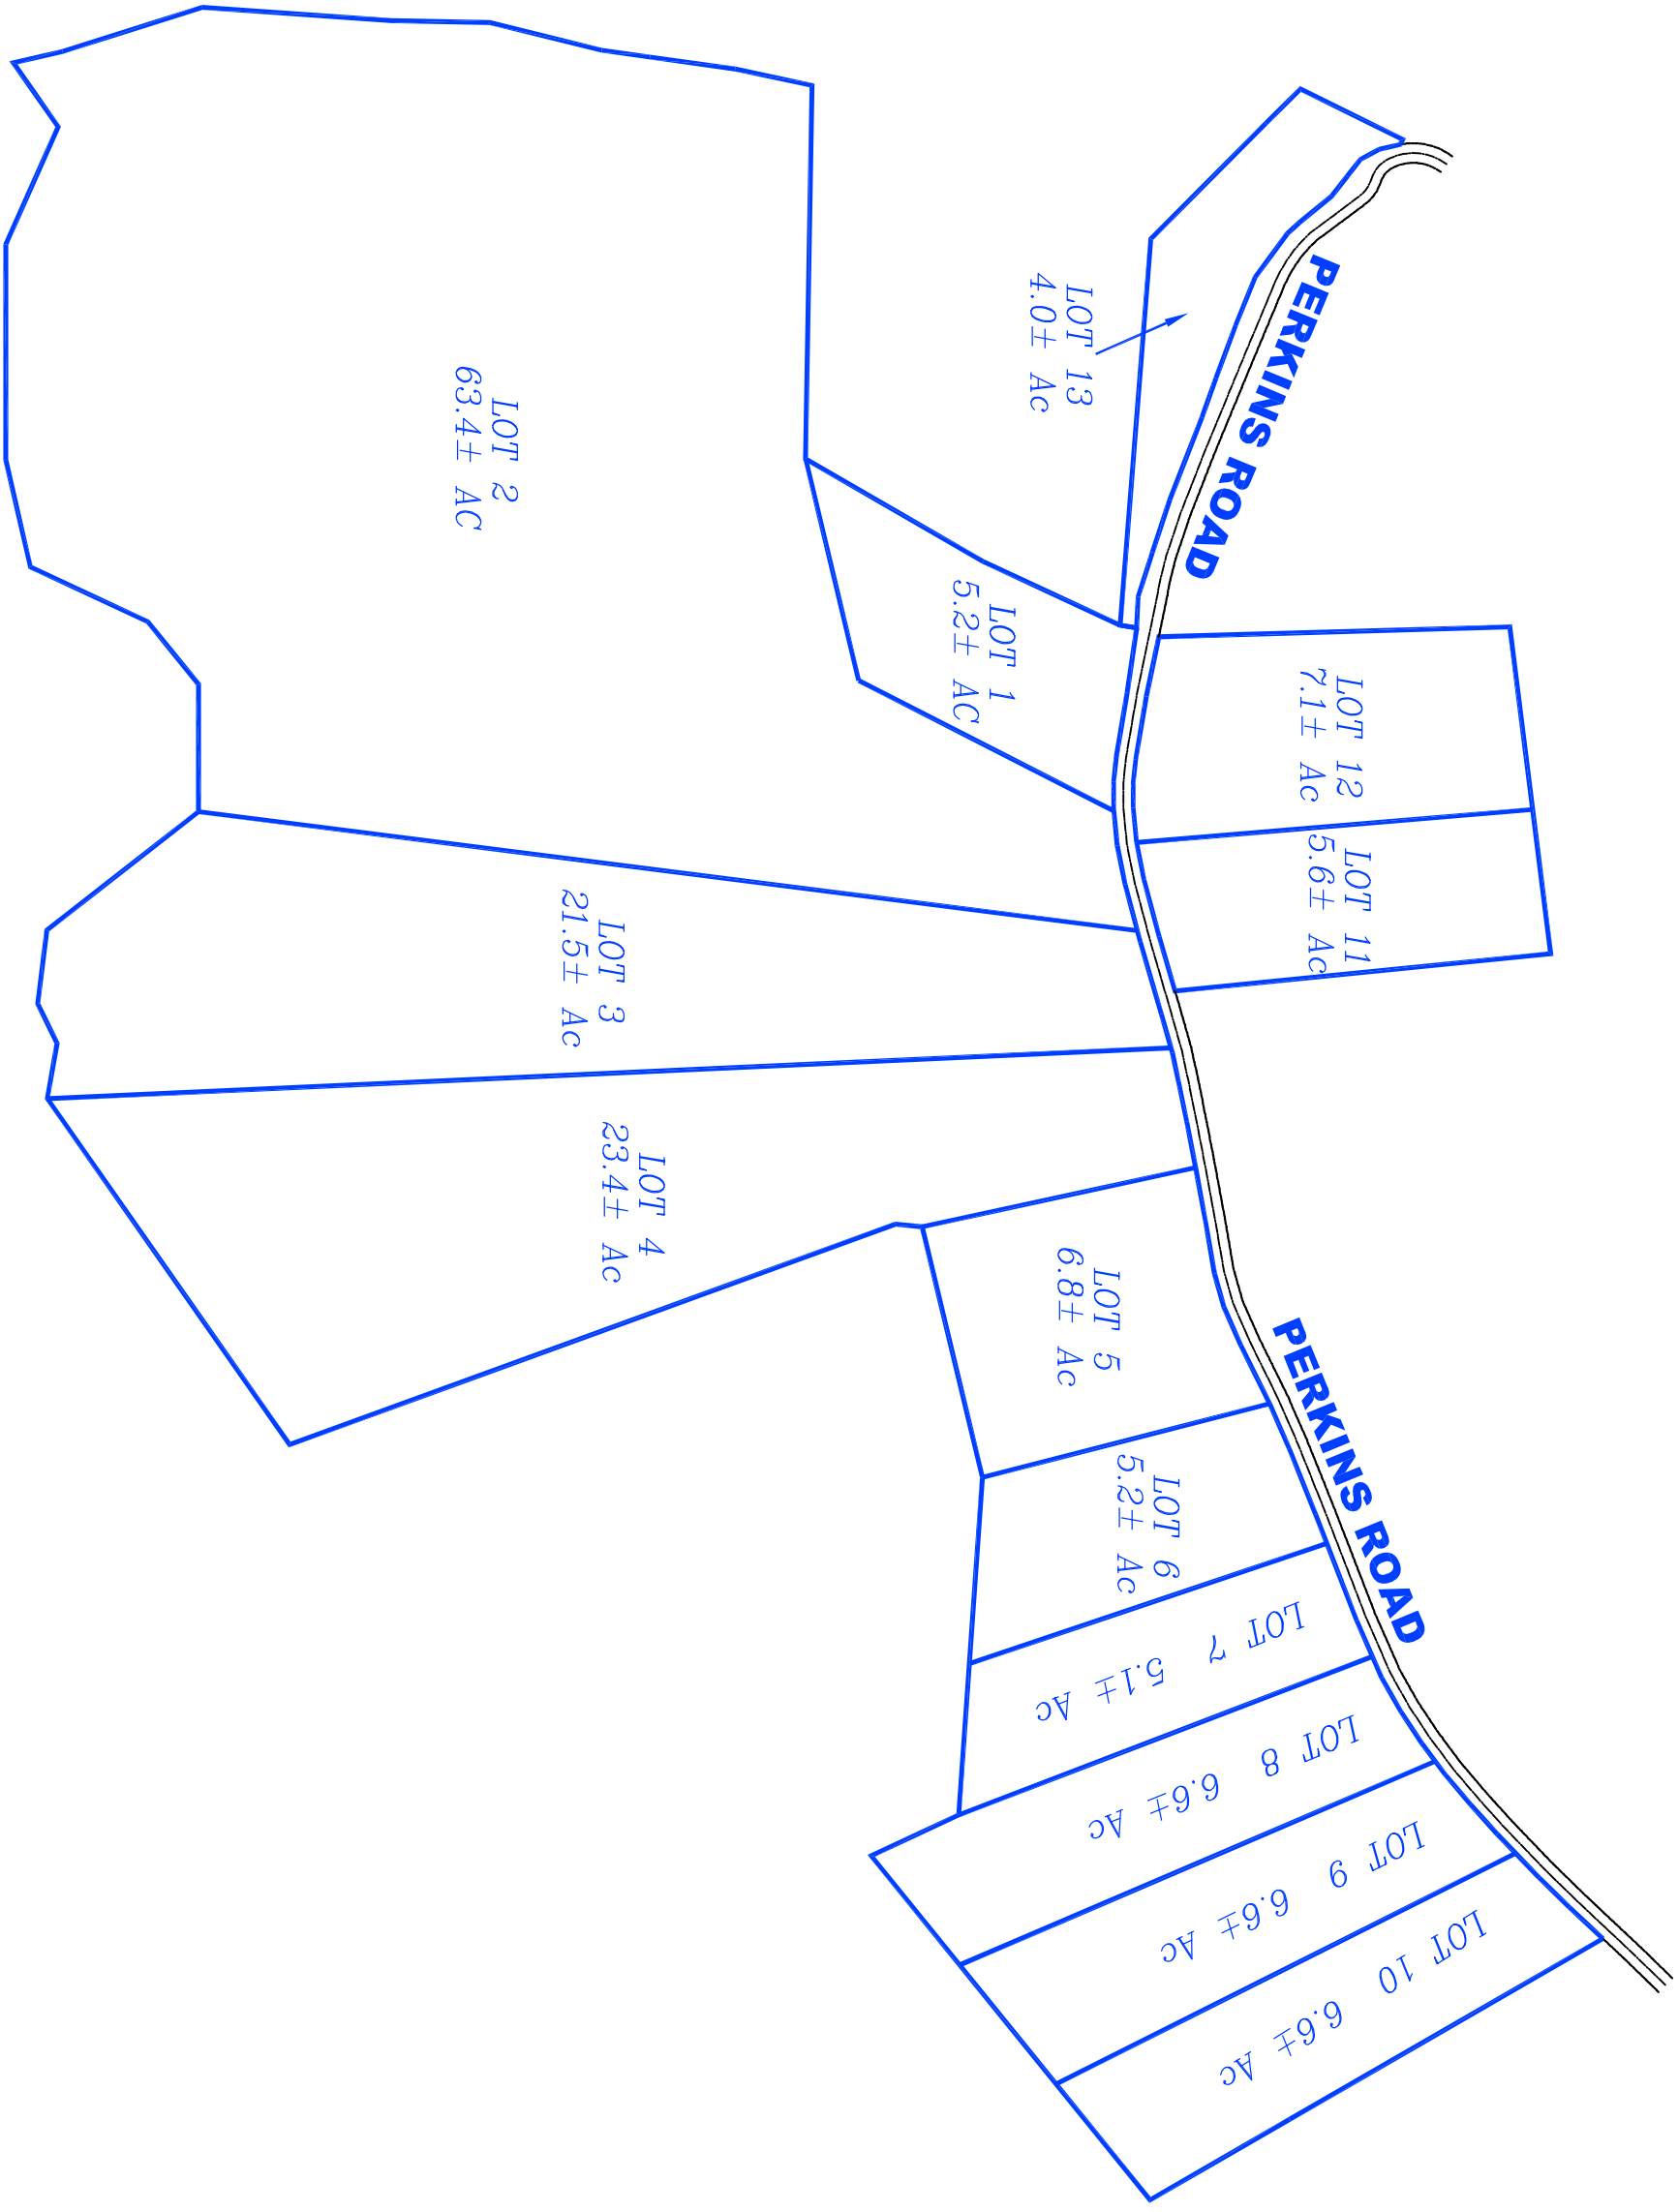 PERKINS ROAD
LOT 13
4.0± Ac
LOT 2
63.4± AC
LOT 1
5.2± AC
LOT 12
7.1± Ac
LOT 11
5.6± Ac
LOT 3
21.5± Ac
LOT 4
23.4± Ac
LOT 5
6.8± Ac
PERKINS ROAD
LOT 6
5.2± Ac
LOT 7 5.1± Ac
LOT 8 6.6± Ac
LOT 9 6.6± Ac
LOT 10 6.6± Ac